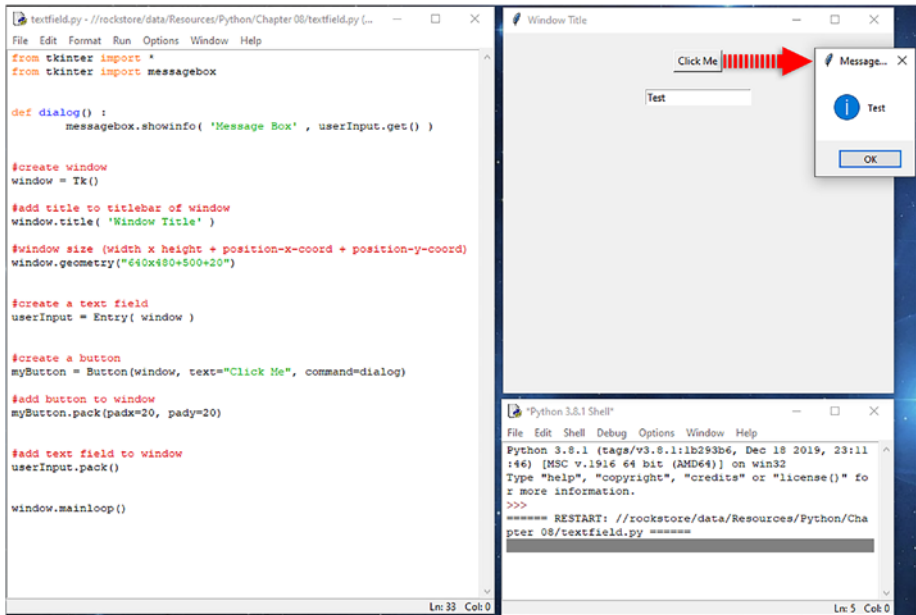 textfield.py - //rockstore/data/Resources/Python/Chapter 08/textfield.py (...
File Edit Format Run Options Window Help
from tkinter import *
from tkinter import messagebox
def dialog() :
messagebox.showinfo( 'Message Box' , userInput.get() )
#create window
window = Tk()
#add title to titlebar of window
window.title( 'Window Title' )
#window size (width x height + position-x-coord + position-y-coord)
window.geometry("640x480+500+20")
#create a text field
userInput = Entry( window )
#create a button
myButton = Button(window, text="Click Me", command=dialog)
#add button to window
myButton.pack(padx=20, pady=20)
#add text field to window
userInput.pack()
window.mainloop()
Ln: 33 Col: 0
Window Title
Click Me
Test
Message...
Test
OK
*Python 3.8.1 Shell*
File Edit Shell Debug Options Window Help
Python 3.8.1 (tags/v3.8.1:1b293b6, Dec 18 2019, 23:11
:46) [MSC v.1916 64 bit (AMD64)] on win32
Type "help", "copyright", "credits" or "license()" fo
r more information.
>>>
====== RESTART: //rockstore/data/Resources/Python/Cha
pter 08/textfield.py ======
Ln: 5 Col: 0